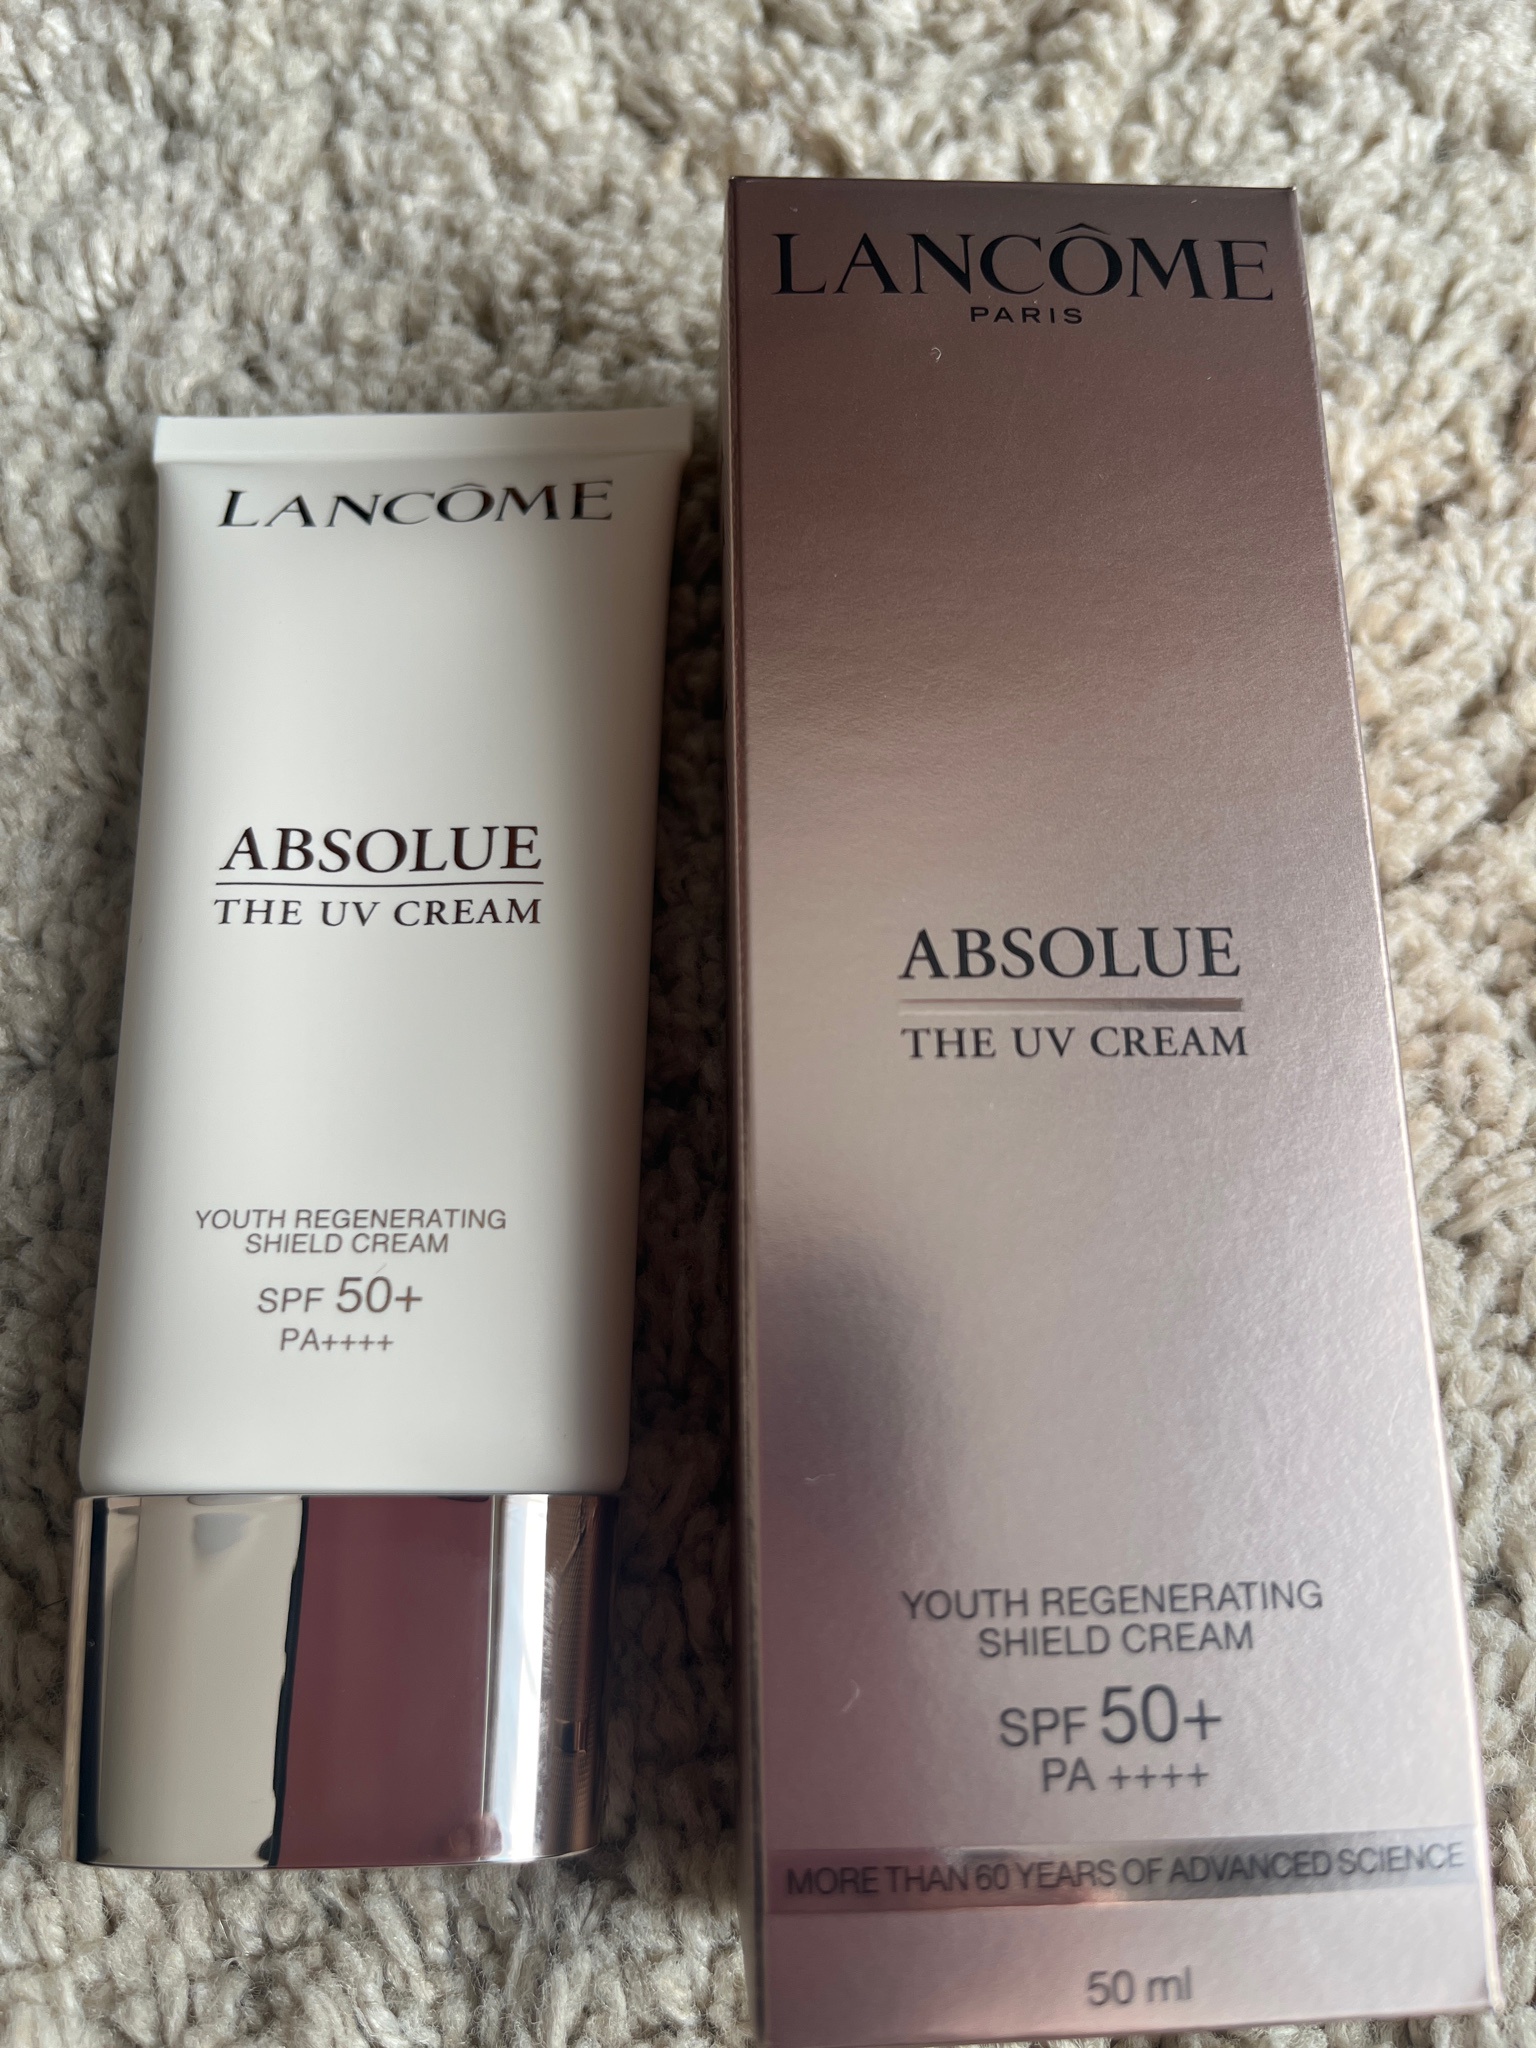 LANCÔME
ABSOLUE
THE UV CREAM
YOUTH REGENERATING
SHIELD CREAM
SPF 50+
PA++++
LANCÔME
PARIS
ABSOLUE
THE UV CREAM
YOUTH REGENERATING
SHIELD CREAM
SPF 50+
PA ++++
MORE THAN 60 YEARS OF ADVANCED SCIENCE
50 ml